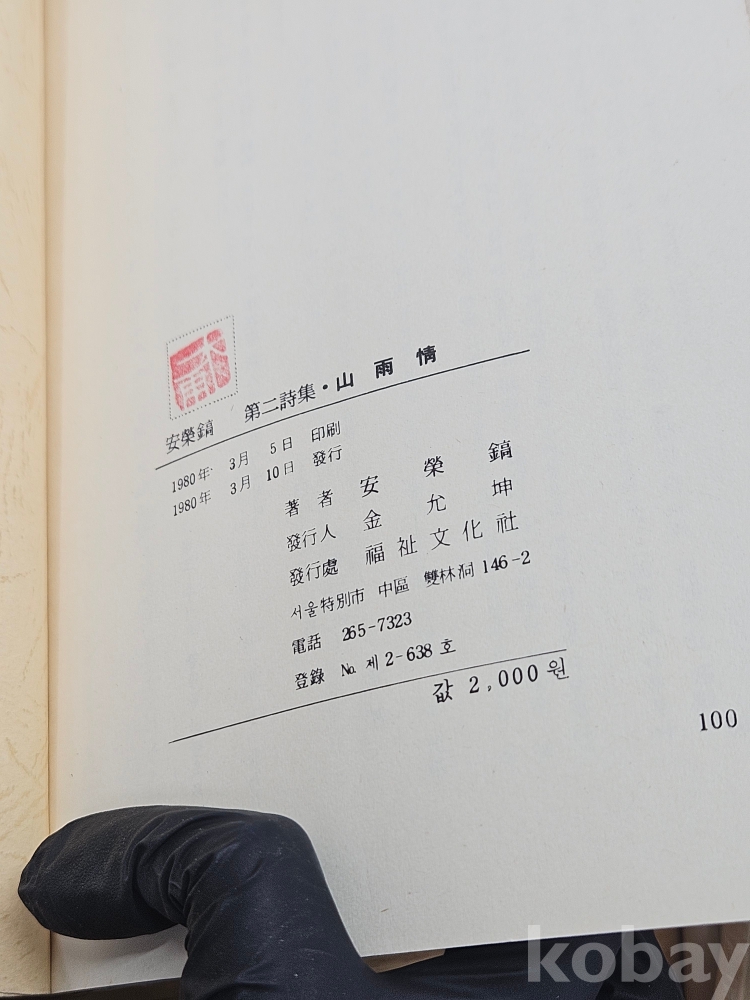 安榮鎬 第二詩集·山雨情
1980年 3月 5日 印刷
1980年 3月 10日 發行
著者 安榮鎬
發行人 金允坤
發行處 福祉文化社
서울特別市 中區 雙林洞 146-2
電話 265-7323
登錄 No. 제 2-638 호
값 2,000 원
100
kobay